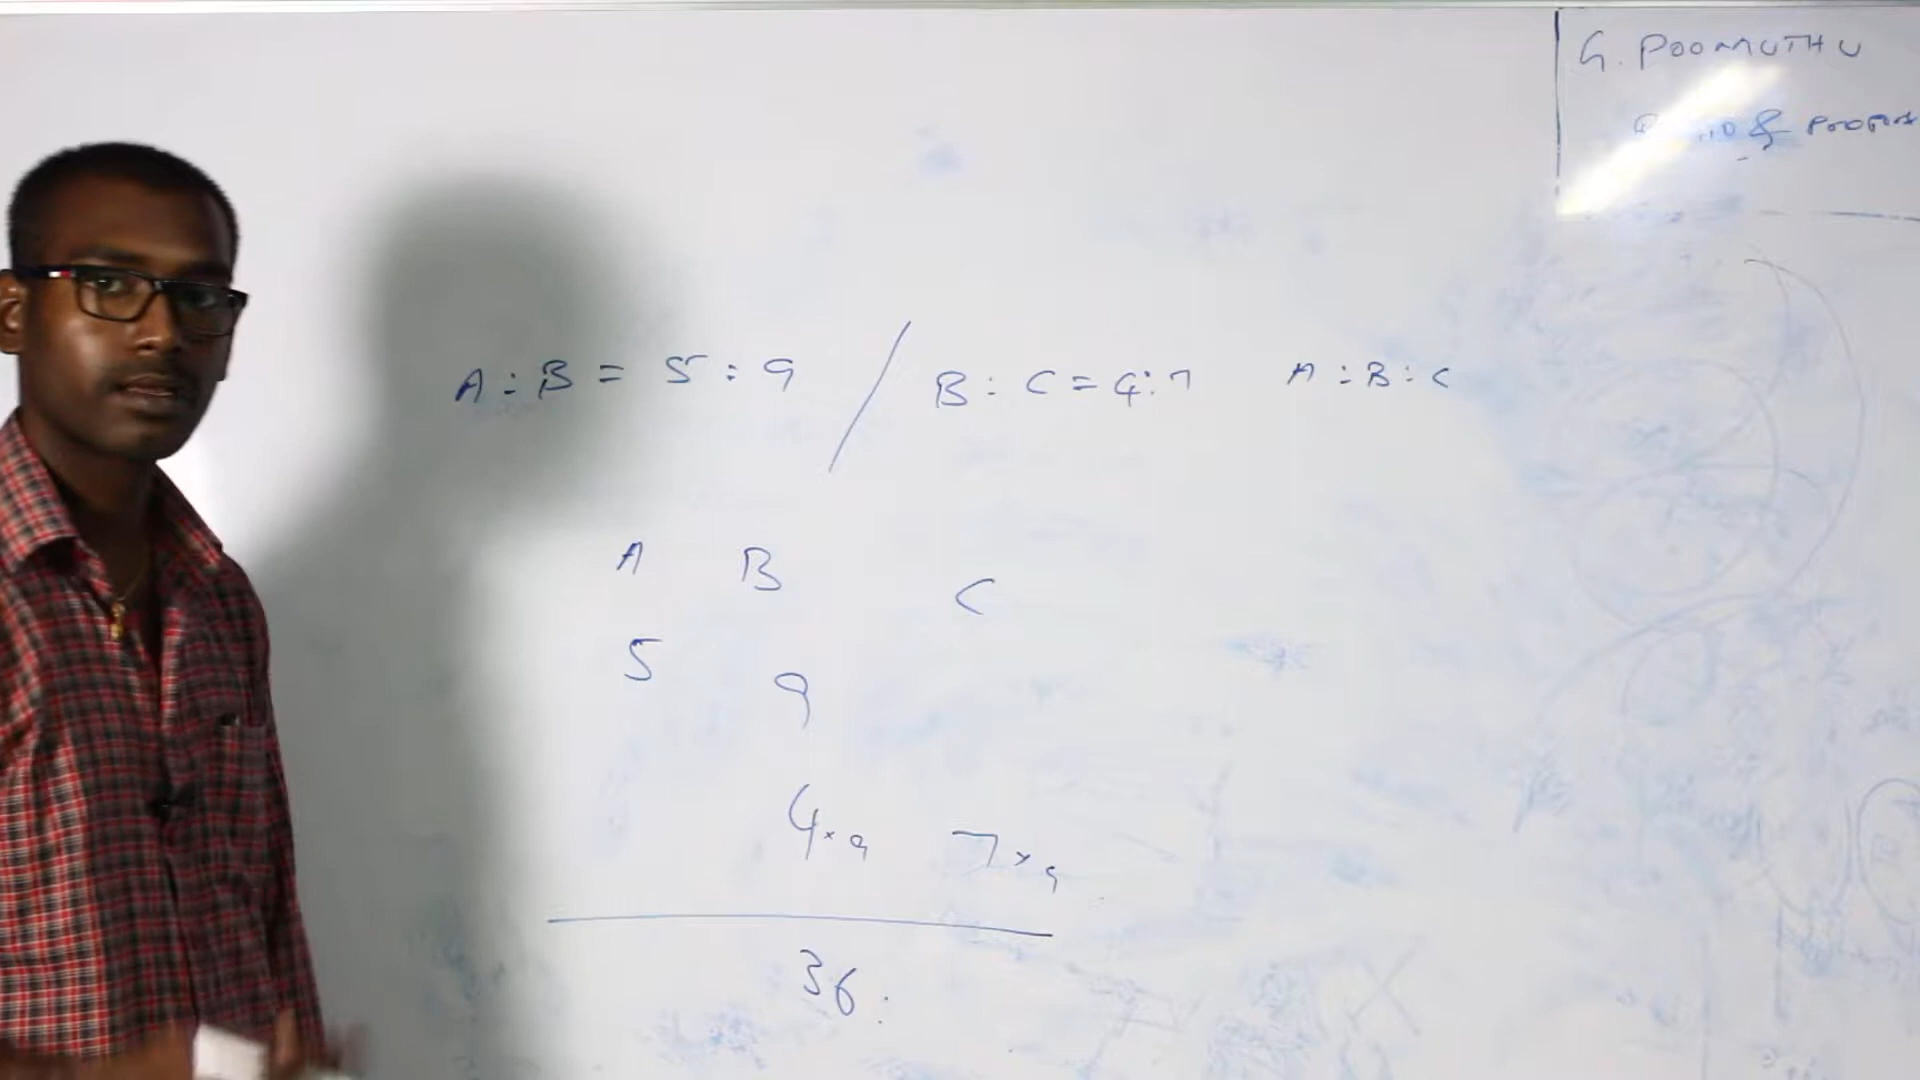 G. POOMUTHU
A : B = 5 : 9 / B : C = 4 : 7 A : B : C
A B C
5 9
4 × 9 7 × 9
36 :